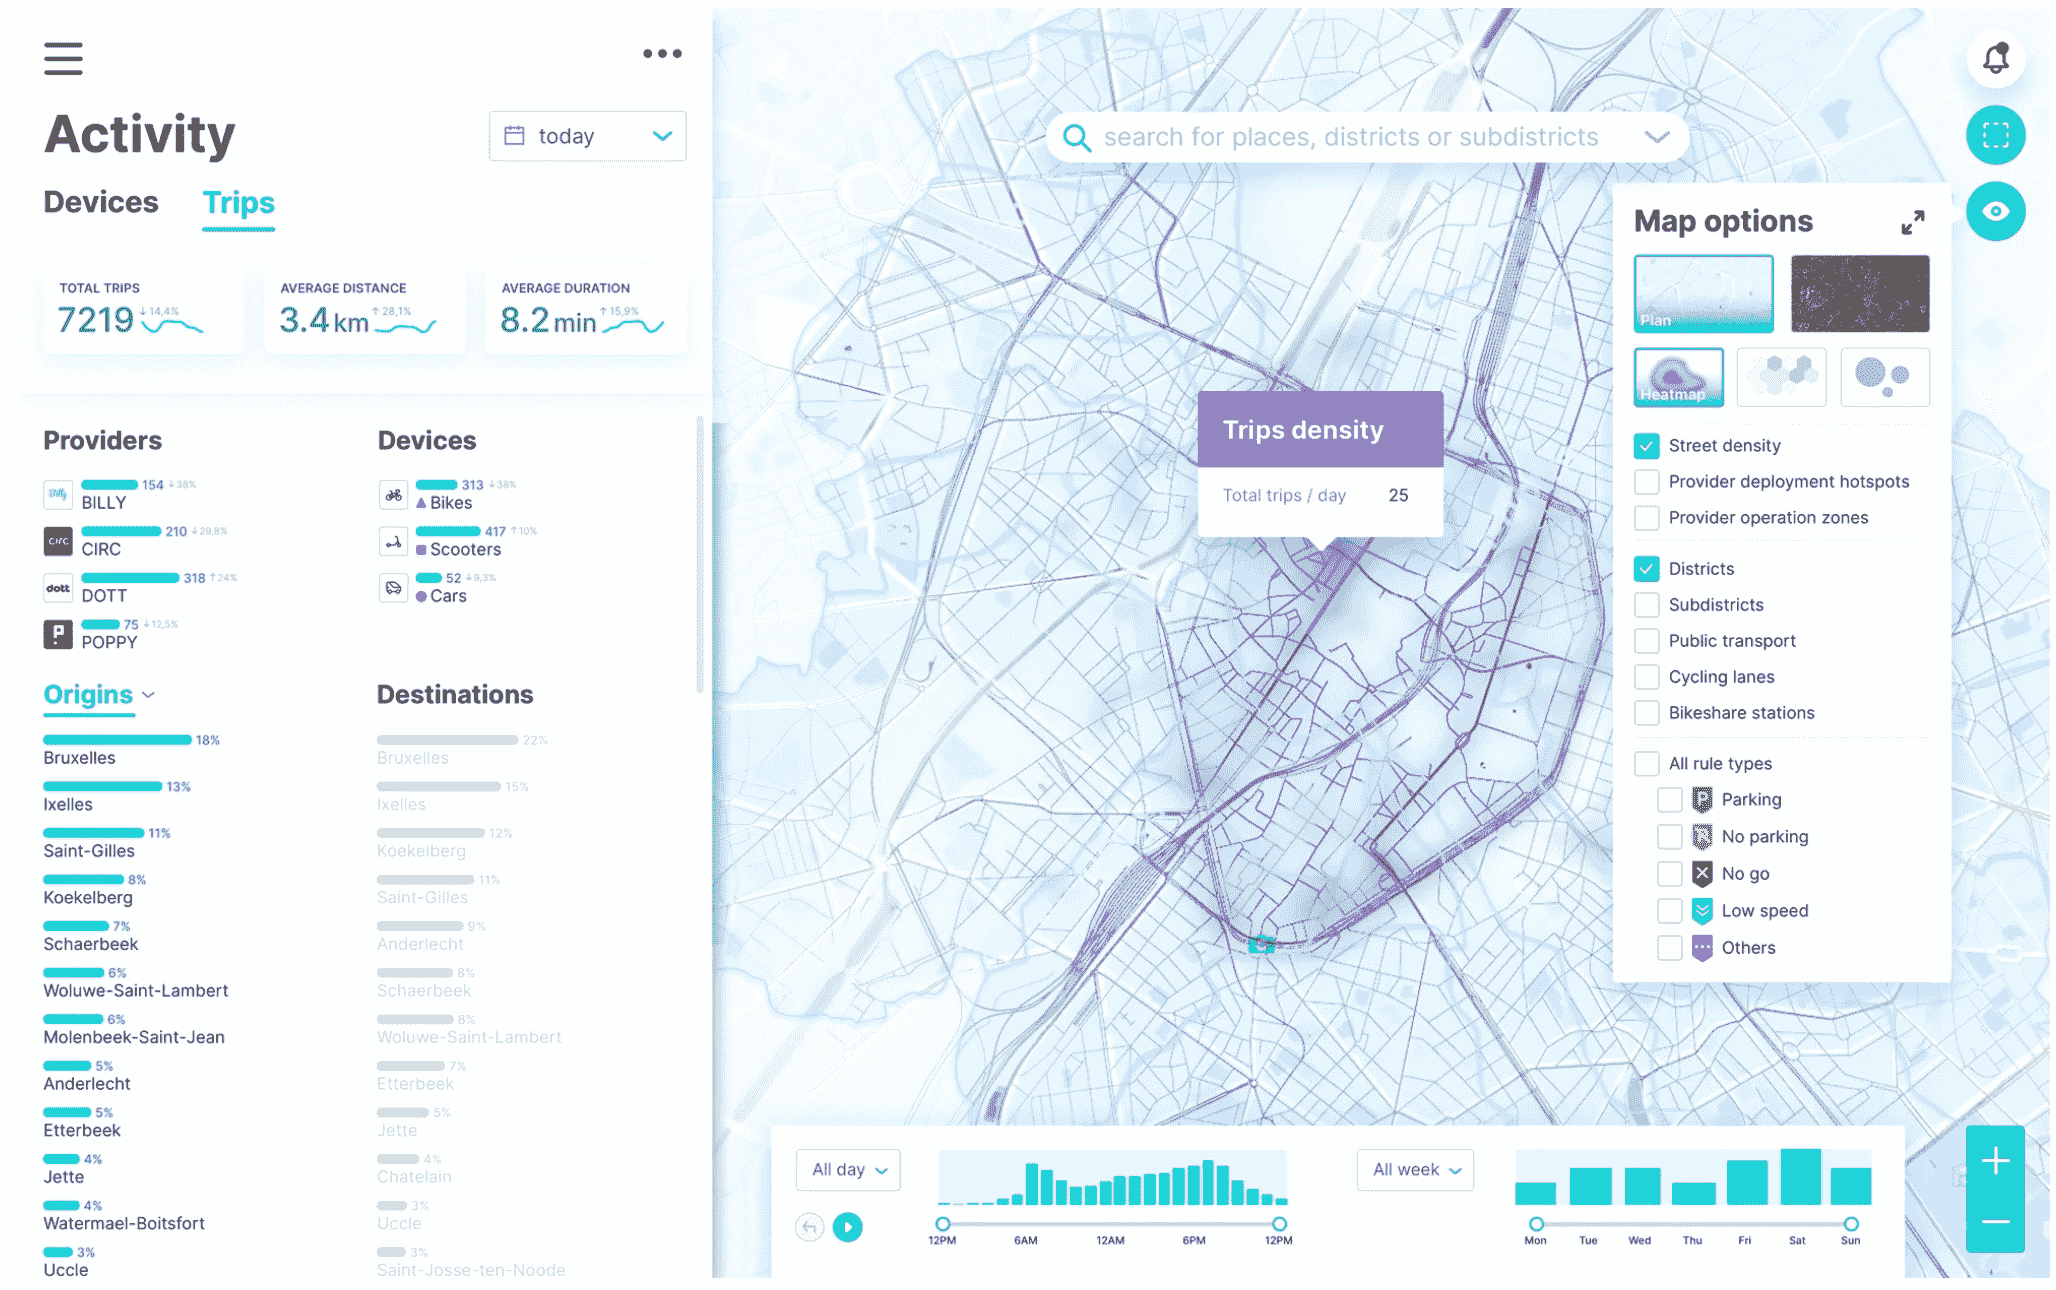 Activity
today
Devices Trips
TOTAL TRIPS
7219 ↓14,4%
AVERAGE DISTANCE
3.4 km ↑28,1%
AVERAGE DURATION
8.2 min ↑15,9%
Providers
Billy 154 ↓38%
BILLY
CIRC 210 ↓29,8%
CIRC
dott 318 ↑24%
DOTT
P 75 ↓12,5%
POPPY
Devices
313 ↓38%
Bikes
417 ↑10%
Scooters
52 ↓9,3%
Cars
Origins
18%
Bruxelles
13%
Ixelles
11%
Saint-Gilles
8%
Koekelberg
7%
Schaerbeek
6%
Woluwe-Saint-Lambert
6%
Molenbeek-Saint-Jean
5%
Anderlecht
5%
Etterbeek
4%
Jette
4%
Watermael-Boitsfort
3%
Uccle
Destinations
22%
Bruxelles
15%
Ixelles
12%
Koekelberg
11%
Saint-Gilles
9%
Anderlecht
8%
Schaerbeek
8%
Woluwe-Saint-Lambert
7%
Etterbeek
5%
Jette
4%
Chatelain
3%
Uccle
3%
Saint-Josse-ten-Noode
search for places, districts or subdistricts
Trips density
Total trips / day 25
Map options
Plan
Heatmap
Street density
Provider deployment hotspots
Provider operation zones
Districts
Subdistricts
Public transport
Cycling lanes
Bikeshare stations
All rule types
P Parking
No parking
No go
Low speed
Others
All day
12PM 6AM 12AM 6PM 12PM
All week
Mon Tue Wed Thu Fri Sat Sun